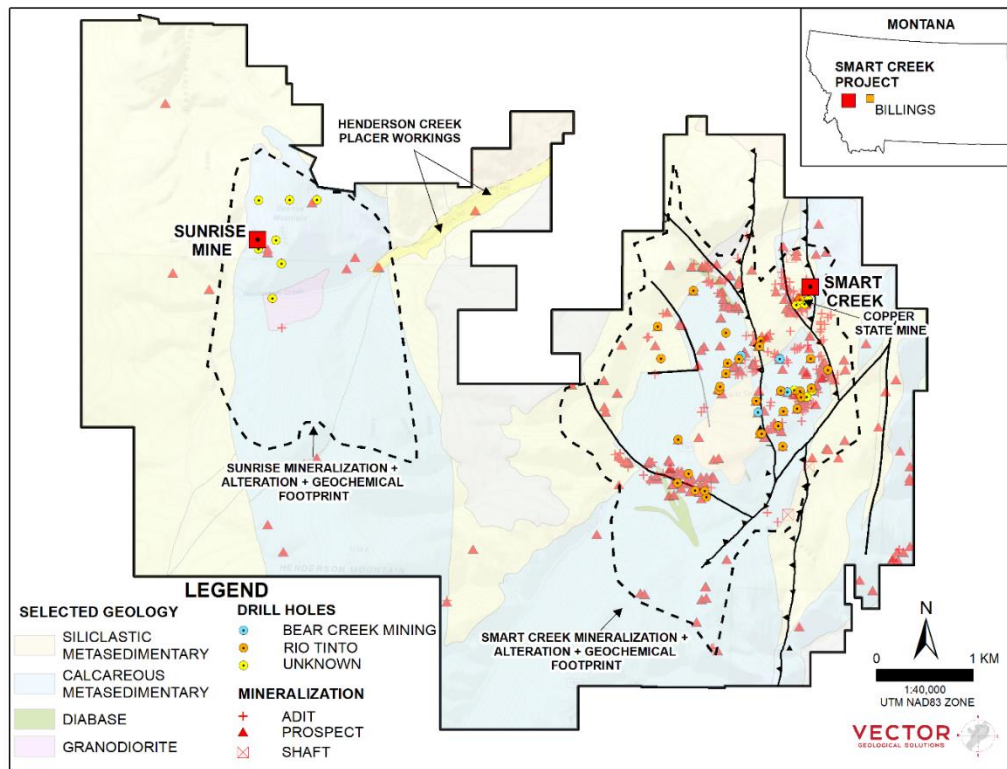 MONTANA
SMART CREEK
PROJECT
BILLINGS
HENDERSON CREEK
PLACER WORKINGS
SUNRISE
MINE
SMART
CREEK
COPPER
STATE MINE
SUNRISE MINERALIZATION +
ALTERATION + GEOCHEMICAL
FOOTPRINT
HENDERSON MOUNTAIN
SMART CREEK MINERALIZATION +
ALTERATION + GEOCHEMICAL
FOOTPRINT
LEGEND
SELECTED GEOLOGY
SILICLASTIC
METASEDIMENTARY
CALCAREOUS
METASEDIMENTARY
DIABASE
GRANODIORITE
DRILL HOLES
BEAR CREEK MINING
RIO TINTO
UNKNOWN
MINERALIZATION
ADIT
PROSPECT
SHAFT
N
0 1 KM
1:40,000
UTM NAD83 ZONE
VECTOR
GEOLOGICAL SOLUTIONS